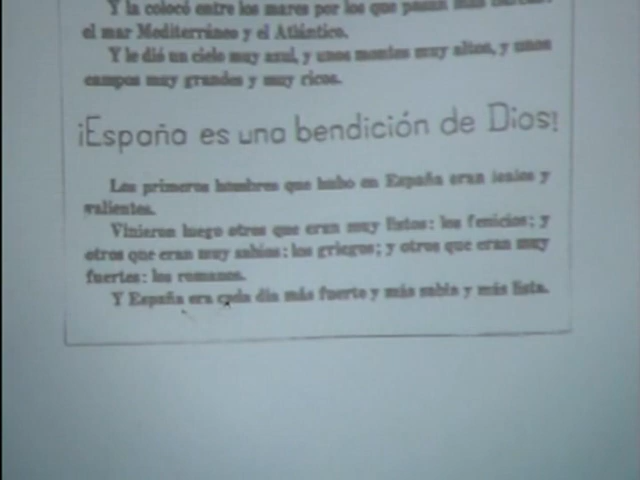 Y la colocó entre los mares por los que pasan más
el mar Mediterráneo y el Atlántico.
Y le dió un cielo muy azul, y unos montes muy altos, y unos
campos muy grandes y muy ricos.
¡España es una bendición de Dios!
Los primeros hombres que hubo en España eran leales y
valientes.
Vinieron luego otros que eran muy listos: los fenicios; y
otros que eran muy sabios: los griegos; y otros que eran muy
fuertes: los romanos.
Y España era cada día más fuerte y más sabia y más lista.